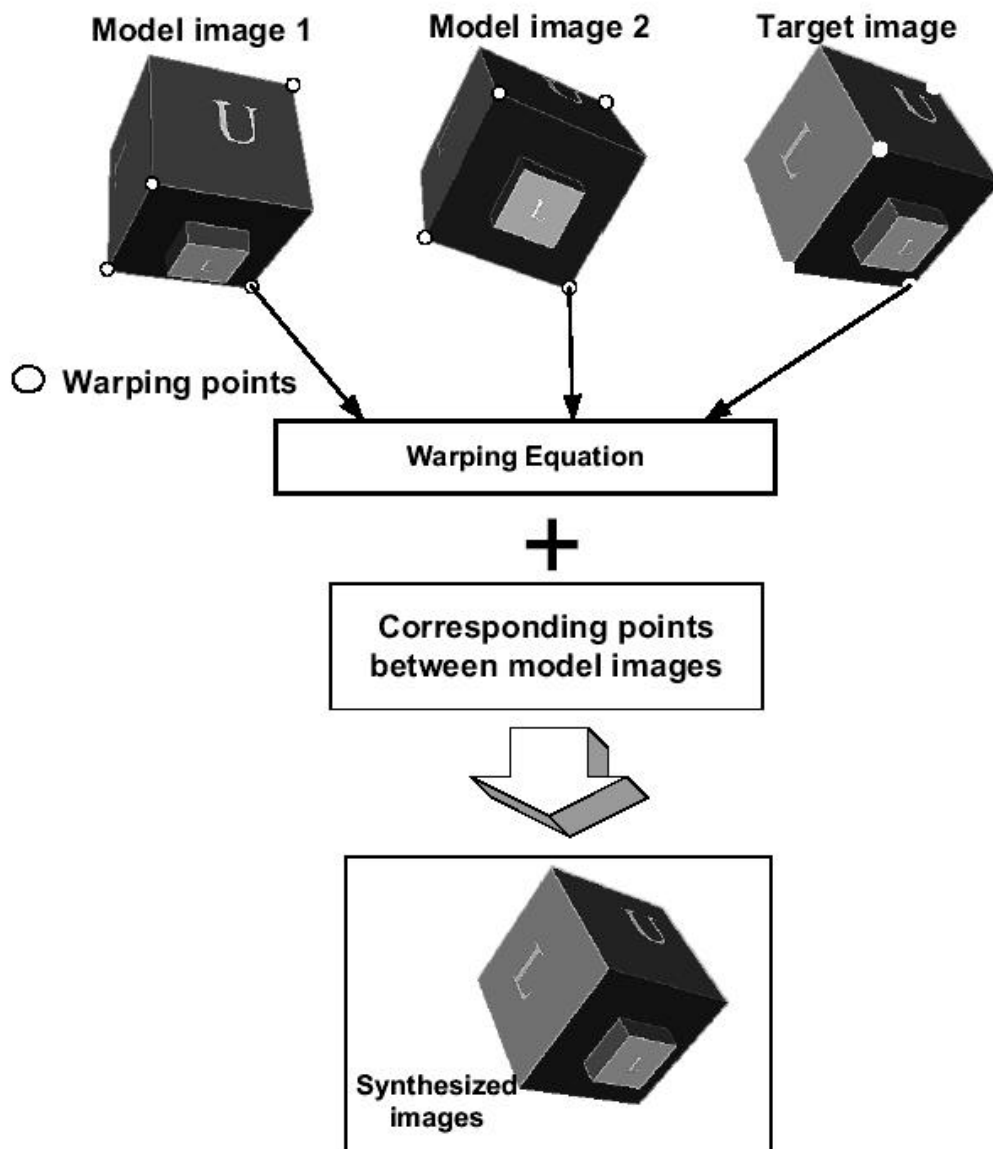 Model image 1
Model image 2
Target image
U
L
U
L
L
U
L
Warping points
Warping Equation
+
Corresponding points
between model images
L
U
L
Synthesized
images